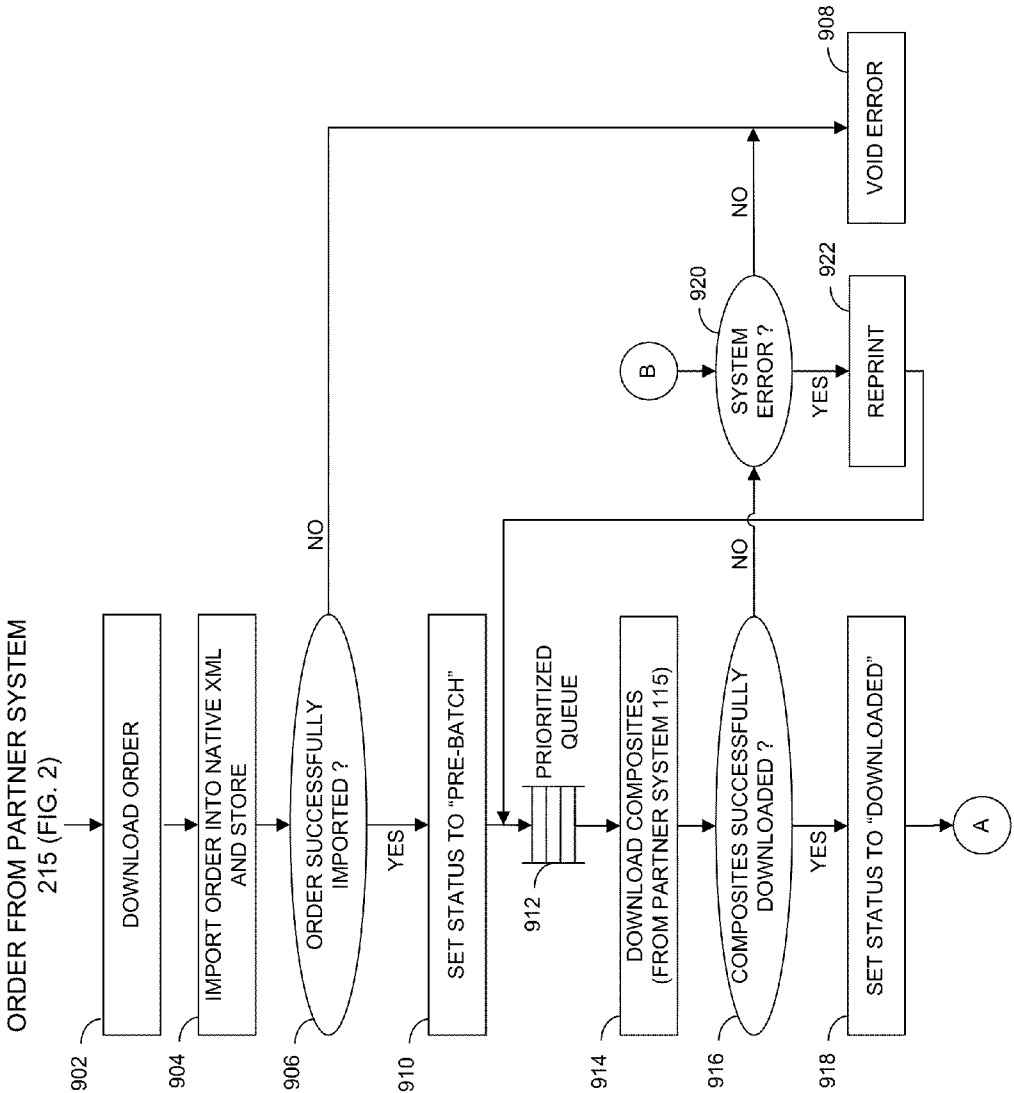 ORDER FROM PARTNER SYSTEM
215 (FIG. 2)
902
DOWNLOAD ORDER
904
IMPORT ORDER INTO NATIVE XML
AND STORE
906
ORDER SUCCESSFULLY
IMPORTED ?
NO
YES
910
SET STATUS TO “PRE-BATCH”
912
PRIORITIZED
QUEUE
914
DOWNLOAD COMPOSITES
(FROM PARTNER SYSTEM 115)
916
COMPOSITES SUCCESSFULLY
DOWNLOADED ?
NO
YES
918
SET STATUS TO “DOWNLOADED”
A
B
920
SYSTEM
ERROR ?
NO
YES
922
REPRINT
908
VOID ERROR